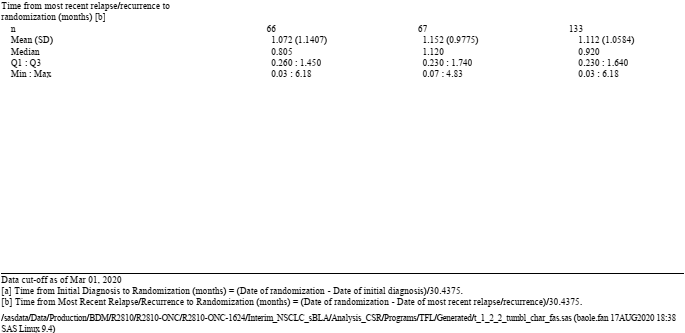 Time from most recent relapse/recurrence to
randomization (months) [b]
n 66 67 133
Mean (SD) 1.072 (1.1407) 1.152 (0.9775) 1.112 (1.0584)
Median 0.805 1.120 0.920
Q1 : Q3 0.260 : 1.450 0.230 : 1.740 0.230 : 1.640
Min : Max 0.03 : 6.18 0.07 : 4.83 0.03 : 6.18
Data cut-off as of Mar 01, 2020
[a] Time from Initial Diagnosis to Randomization (months) = (Date of randomization - Date of initial diagnosis)/30.4375.
[b] Time from Most Recent Relapse/Recurrence to Randomization (months) = (Date of randomization - Date of most recent relapse/recurrence)/30.4375.
/sasdata/Data/Production/BDM/R2810/R2810-ONC/R2810-ONC-1624/Interim_NSCLC_sBLA/Analysis_CSR/Programs/TFL/Generated/t_1_2_2_tumbl_char_fas.sas (baole.fan 17AUG2020 18:38
SAS Linux 9.4)